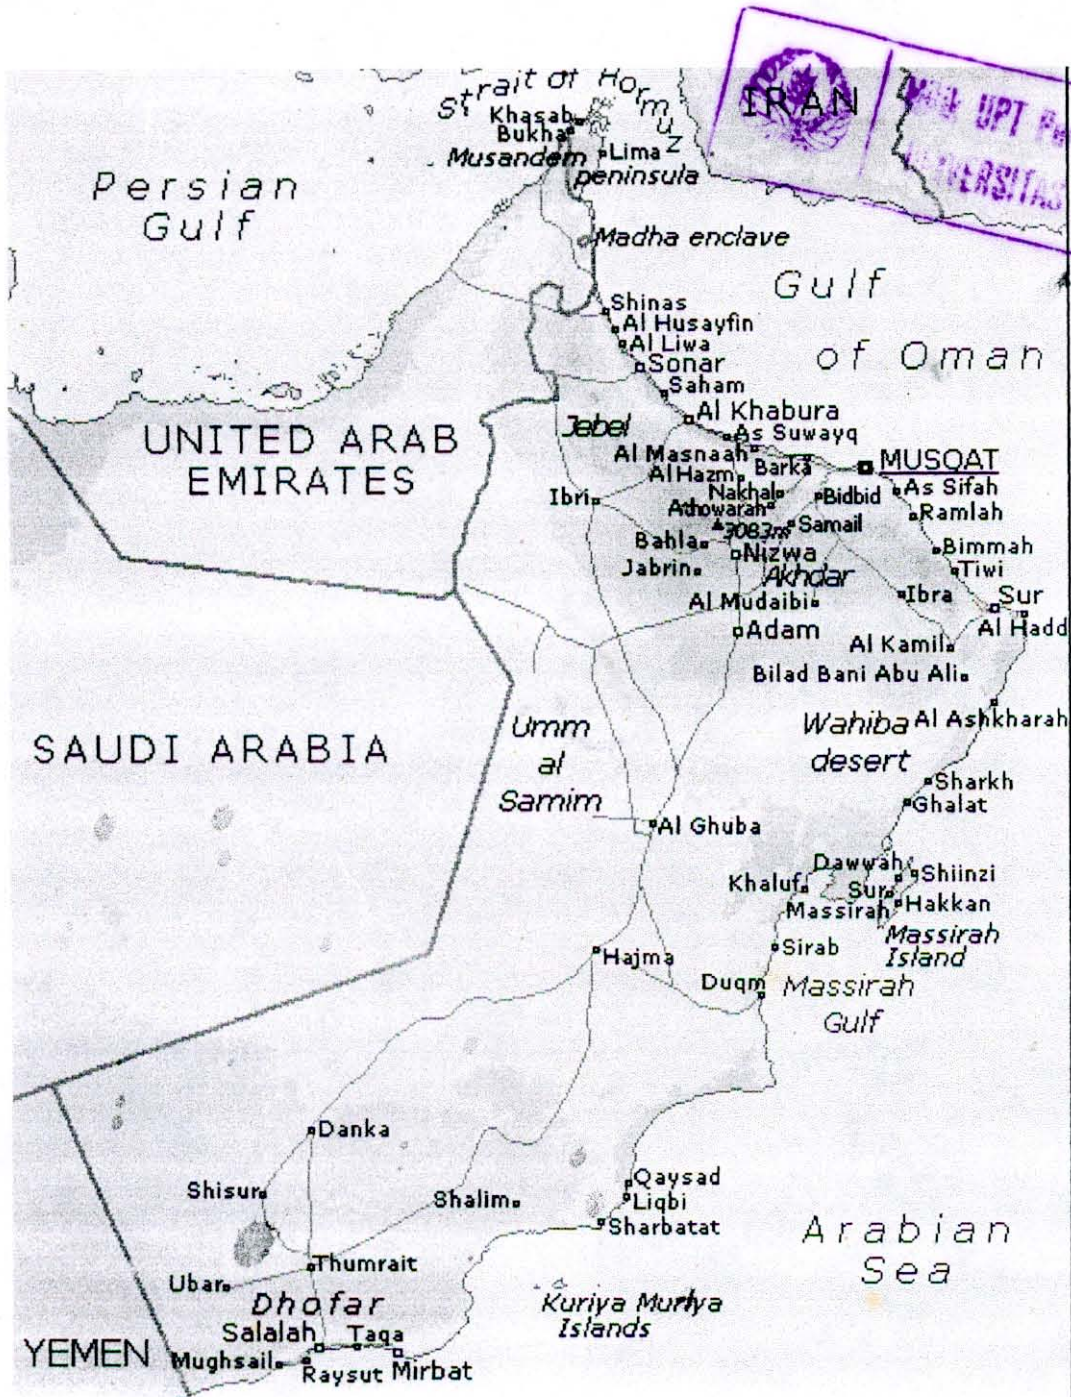 Strait of Hormuz
IRAN
UPT
UNIVERSITAS
Khasab
Bukha
Musandem
peninsula
Lima
Persian
Gulf
Madha enclave
Gulf
of Oman
Shinas
Al Husayfin
Al Liwa
Sonar
Saham
Al Khabura
As Suwayq
UNITED ARAB
EMIRATES
Jebel
Al Masnaah
Barka
MUSQAT
Al Hazm
Nakhal
Bidbid
As Sifah
Ibri
Athowarah
Ramlah
3083m
Samail
Bahla
Nizwa
Bimmah
Jabrin
Akhdar
Tiwi
Al Mudaibi
Ibra
Sur
Adam
Al Hadd
Al Kamil
Bilad Bani Abu Ali
SAUDI ARABIA
Umm
al
Samim
Wahiba
desert
Al Ashkharah
Sharkh
Ghalat
Al Ghuba
Dawwah
Shiinzi
Khaluf
Sur
Massirah
Hakkan
Massirah
Island
Sirab
Hajma
Duqm
Massirah
Gulf
Danka
Shisur
Shalim
Qaysad
Liqbi
Sharbatat
Arabian
Sea
Thumrait
Ubar
Dhofar
Kuriya Muriya
Islands
Salalah
Taqa
YEMEN
Mughsail
Raysut
Mirbat